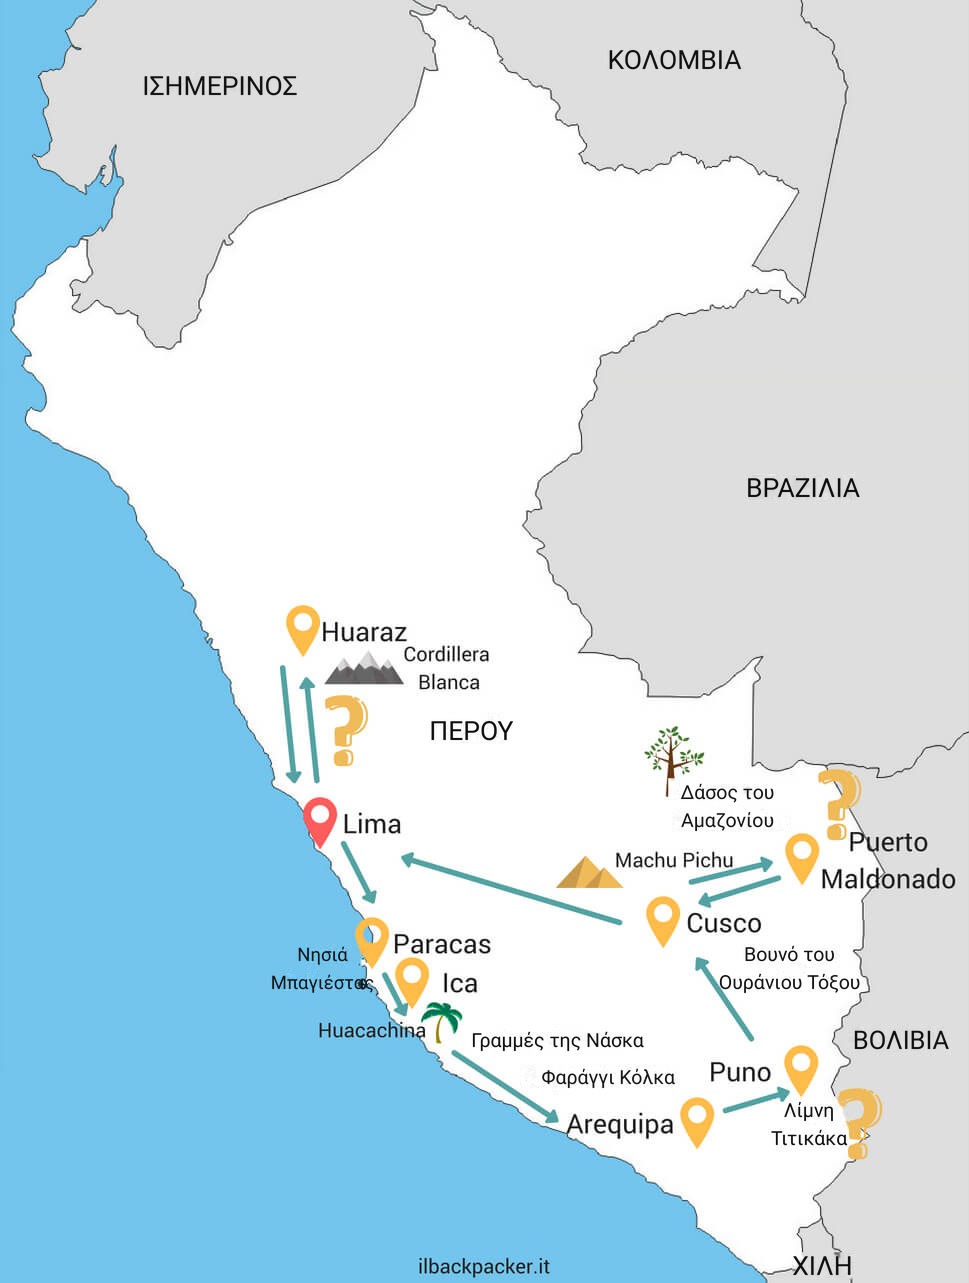 ΙΣΗΜΕΡΙΝΟΣ
ΚΟΛΟΜΒΙΑ
ΒΡΑΖΙΛΙΑ
Huaraz
Cordillera
Blanca
ΠΕΡΟΥ
?
Δάσος του
Αμαζονίου
?
Lima
Puerto
Maldonado
Machu Pichu
Cusco
Βουνό του
Ουράνιου Τόξου
Paracas
Νησιά
Μπαγιέστας
Ica
Huacachina
Γραμμές της Νάσκα
ΒΟΛΙΒΙΑ
Φαράγγι Κόλκα
Puno
Λίμνη
Τιτικάκα
?
Arequipa
ΧΙΛΗ
ilbackpacker.it